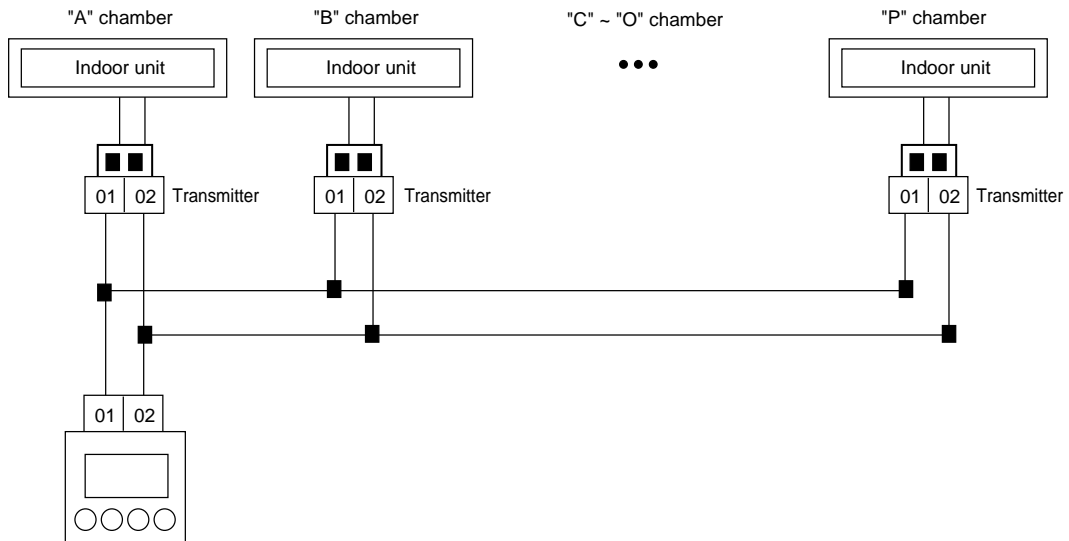 "A" chamber
"B" chamber
"C" ~ "O" chamber
"P" chamber
Indoor unit
Indoor unit
•••
Indoor unit
01 02 Transmitter
01 02 Transmitter
01 02 Transmitter
01 02